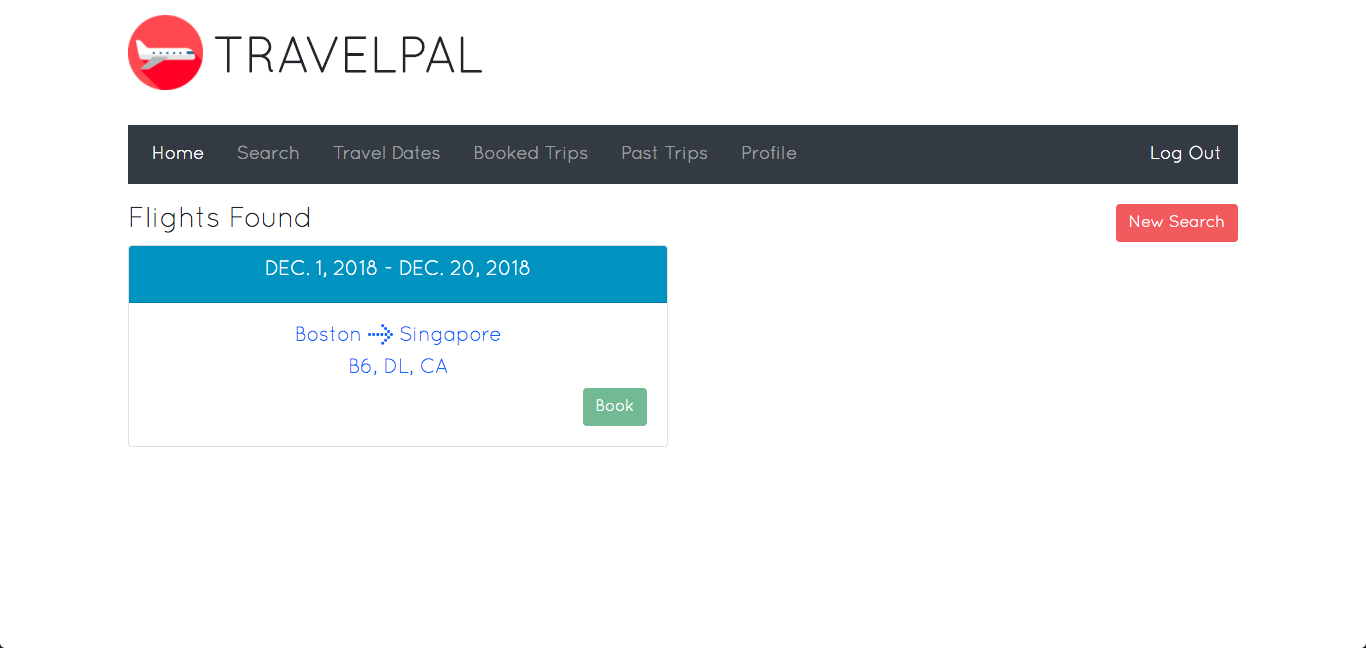 TRAVELPAL
Home Search Travel Dates Booked Trips Past Trips Profile Log Out
Flights Found
New Search
DEC. 1, 2018 - DEC. 20, 2018
Boston Singapore
B6, DL, CA
Book